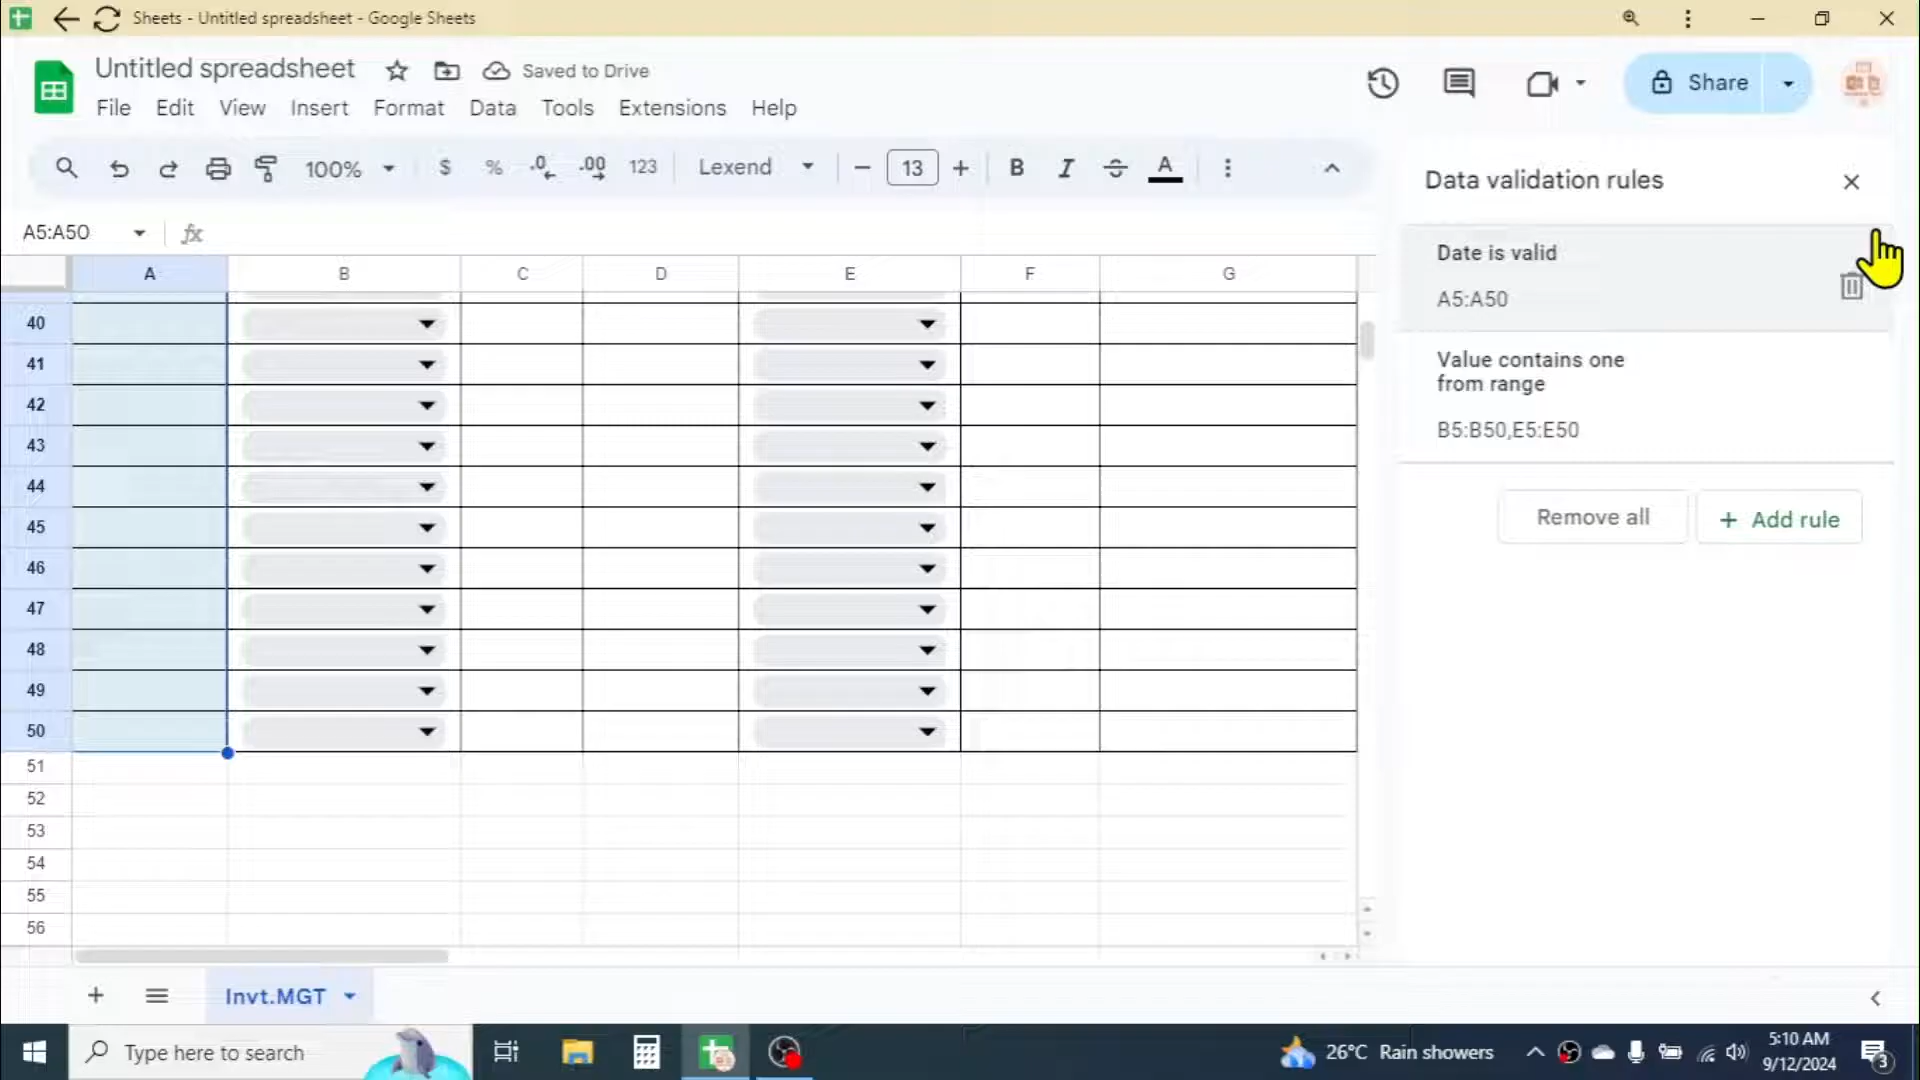 Sheets - Untitled spreadsheet - Google Sheets
Untitled spreadsheet
Saved to Drive
File Edit View Insert Format Data Tools Extensions Help
Share
100%
$ % .0 .00 123
Lexend
13
B I A
Data validation rules
A5:A50
fx
Date is valid
A5:A50
Value contains one
from range
B5:B50,E5:E50
Remove all
+ Add rule
A B C D E F G
40
41
42
43
44
45
46
47
48
49
50
51
52
53
54
55
56
Invt.MGT
Type here to search
26°C Rain showers
5:10 AM
9/12/2024
3